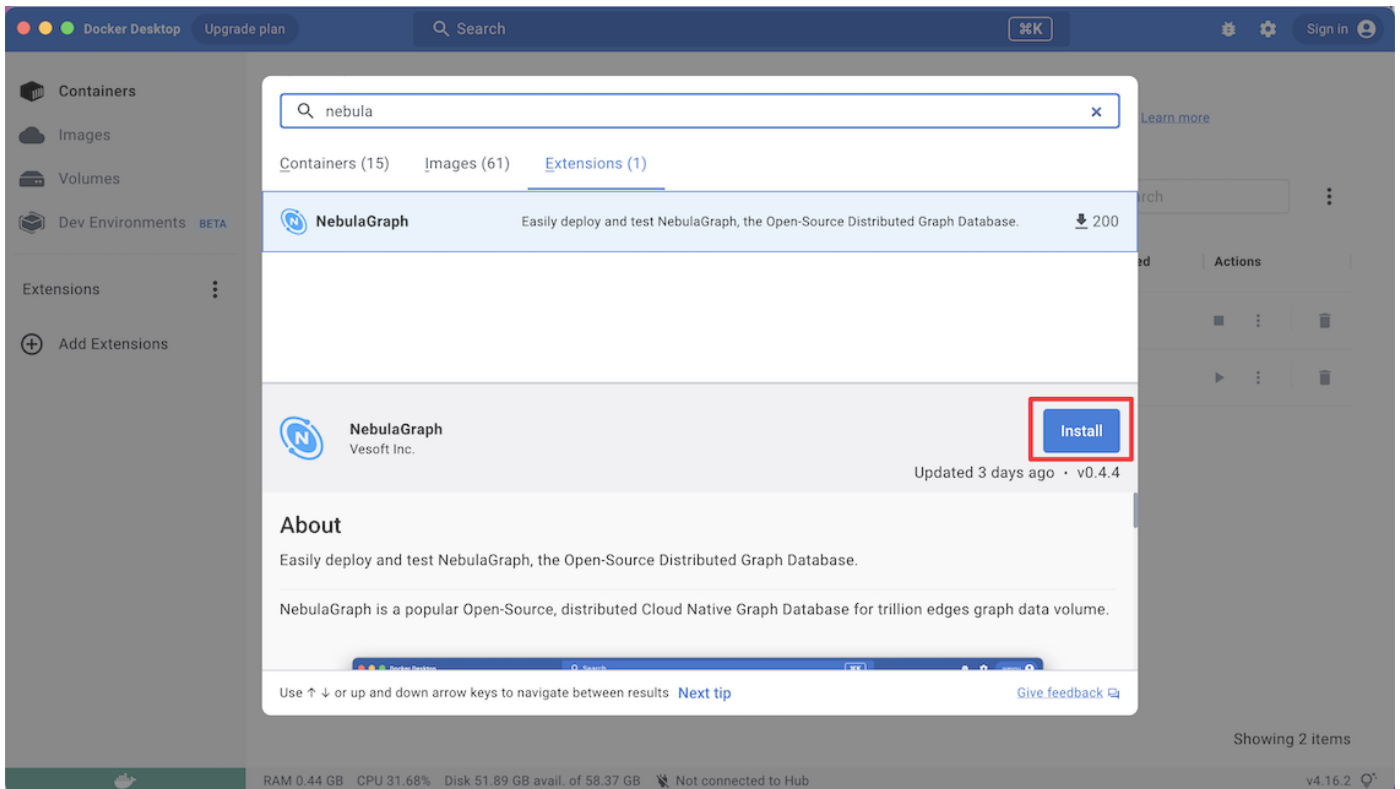 Docker Desktop Upgrade plan Search ⌘K Sign in
Containers
Images
Volumes
Dev Environments BETA
Extensions
Add Extensions
Learn more
Actions
nebula
Containers (15) Images (61) Extensions (1)
NebulaGraph Easily deploy and test NebulaGraph, the Open-Source Distributed Graph Database. 200
NebulaGraph
Vesoft Inc.
Install
Updated 3 days ago · v0.4.4
About
Easily deploy and test NebulaGraph, the Open-Source Distributed Graph Database.
NebulaGraph is a popular Open-Source, distributed Cloud Native Graph Database for trillion edges graph data volume.
Docker Desktop Search ⌘K
Use ↑ ↓ or up and down arrow keys to navigate between results Next tip Give feedback
Showing 2 items
RAM 0.44 GB CPU 31.68% Disk 51.89 GB avail. of 58.37 GB Not connected to Hub v4.16.2